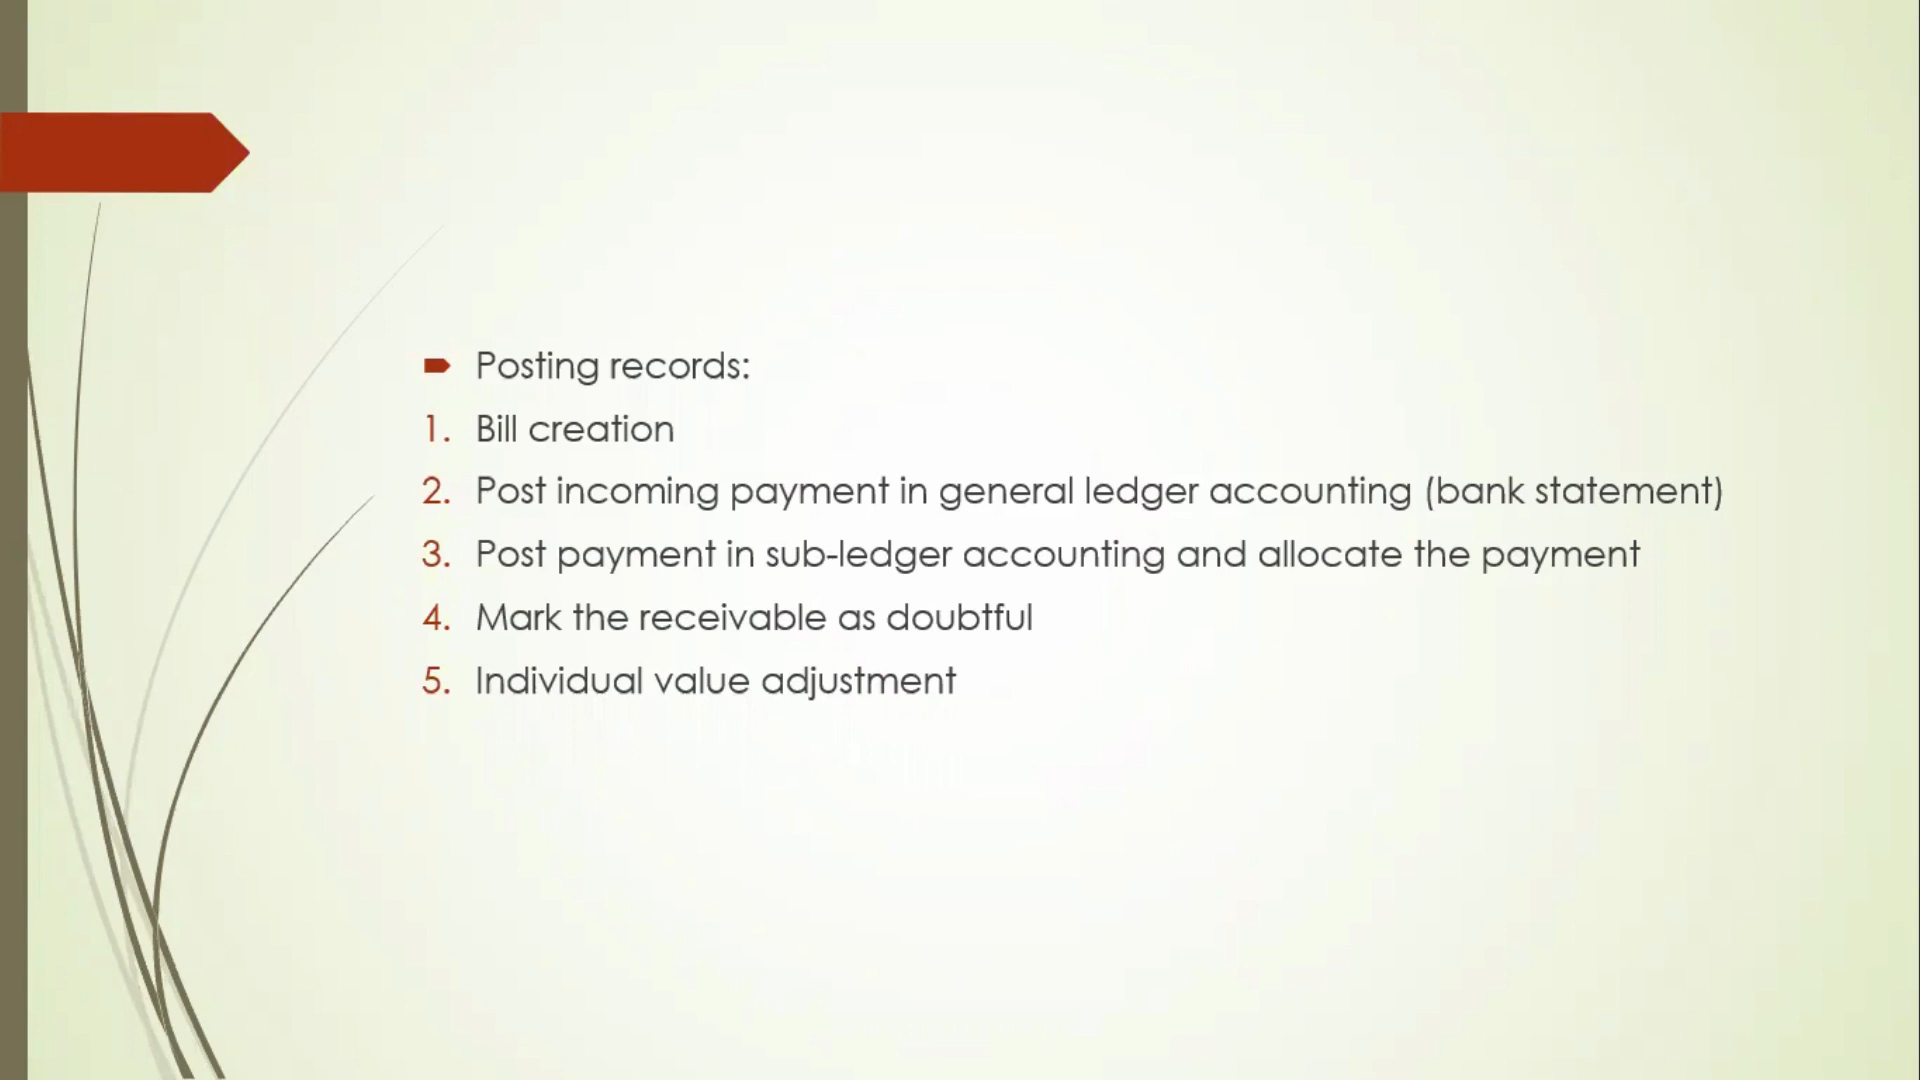 Posting records:
1. Bill creation
2. Post incoming payment in general ledger accounting (bank statement)
3. Post payment in sub-ledger accounting and allocate the payment
4. Mark the receivable as doubtful
5. Individual value adjustment